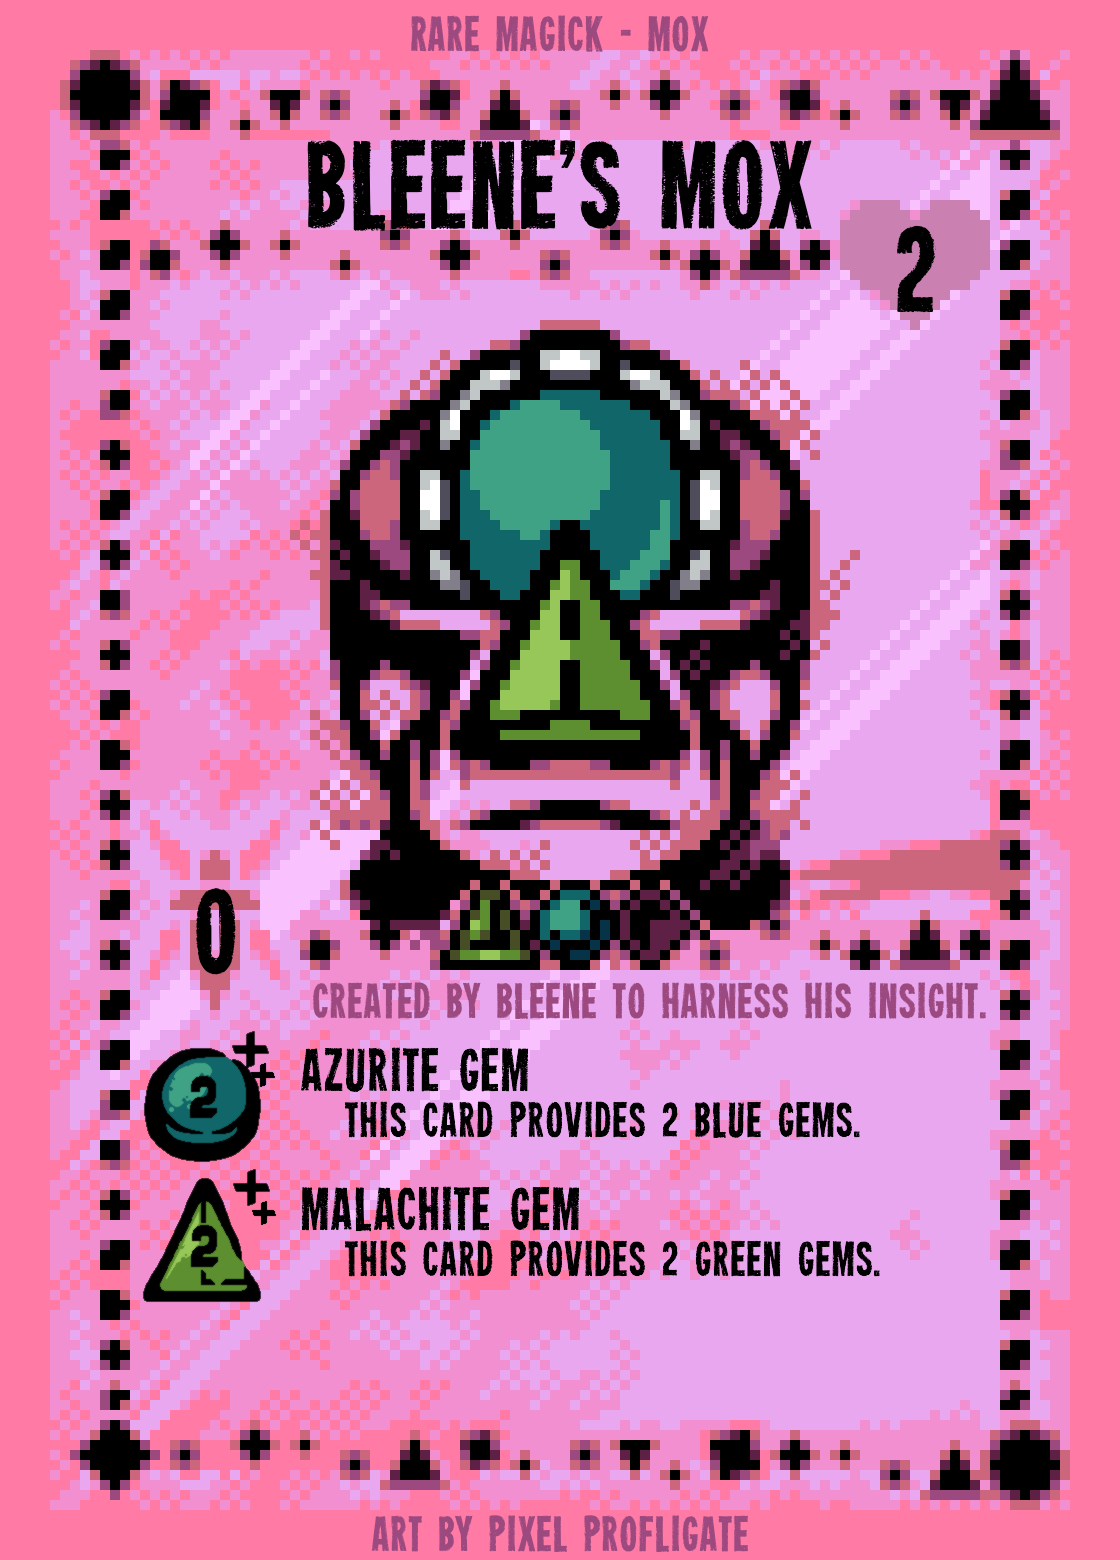 RARE MAGICK - MOX
BLEENE'S MOX
2
0
CREATED BY BLEENE TO HARNESS HIS INSIGHT.
2
AZURITE GEM
THIS CARD PROVIDES 2 BLUE GEMS.
2
MALACHITE GEM
THIS CARD PROVIDES 2 GREEN GEMS.
ART BY PIXEL PROFLIGATE